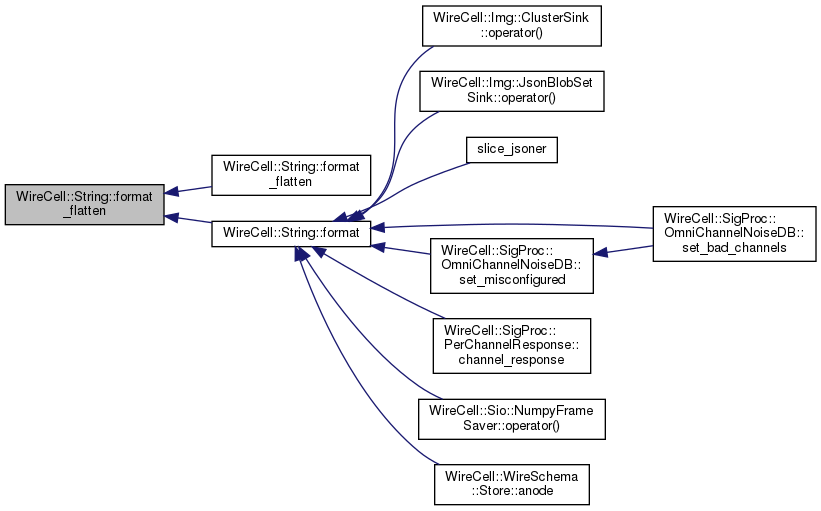 WireCell::Img::ClusterSink
::operator()
WireCell::Img::JsonBlobSet
Sink::operator()
slice_jsoner
WireCell::String::format
_flatten
WireCell::String::format
_flatten
WireCell::String::format
WireCell::SigProc::
OmniChannelNoiseDB::
set_bad_channels
WireCell::SigProc::
OmniChannelNoiseDB::
set_misconfigured
WireCell::SigProc::
PerChannelResponse::
channel_response
WireCell::Sio::NumpyFrame
Saver::operator()
WireCell::WireSchema
::Store::anode